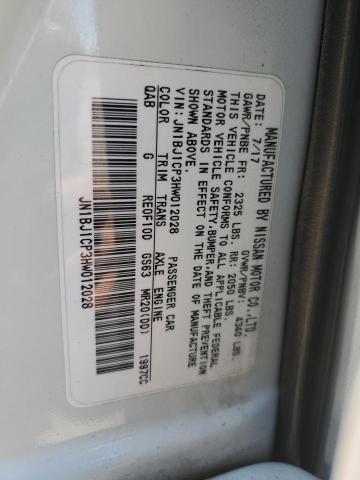 MANUFACTURED BY NISSAN MOTOR CO.,LTD.
DATE: 7/17 GVWR/PNBV: 4340 LBS.
GAWR/PNBE FR: 2325 LBS. RR: 2050 LBS.
THIS VEHICLE CONFORMS TO ALL APPLICABLE FEDERAL
MOTOR VEHICLE SAFETY,BUMPER,AND THEFT PREVENTION
STANDARDS IN EFFECT ON THE DATE OF MANUFACTURE
SHOWN ABOVE.
VIN: JN1BJ1CP3HW012028 PASSENGER CAR
COLOR TRIM TRANS AXLE ENGINE
QAB G RE0F10D GS63 MR20(DD) 1997CC
JN1BJ1CP3HW012028